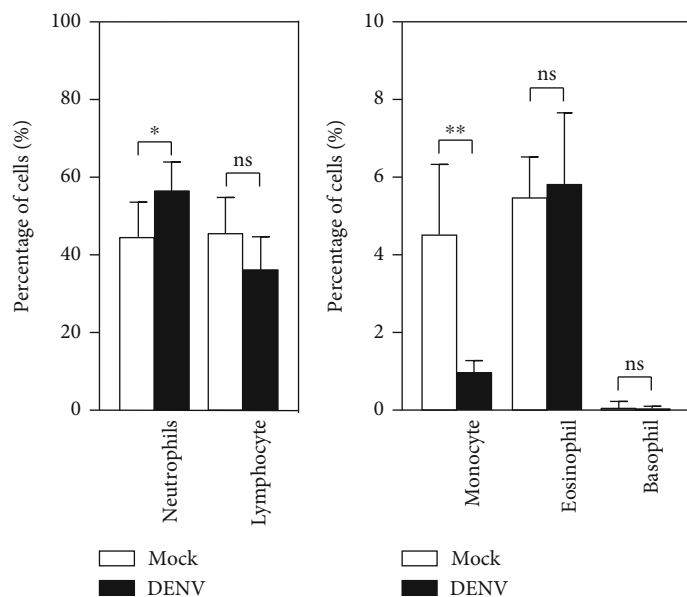 Percentage of cells (%)
100
80
60
40
20
0
*
ns
Neutrophils
Lymphocyte
Mock
DENV
Percentage of cells (%)
10
8
6
4
2
0
**
ns
ns
Monocyte
Eosinophil
Basophil
Mock
DENV